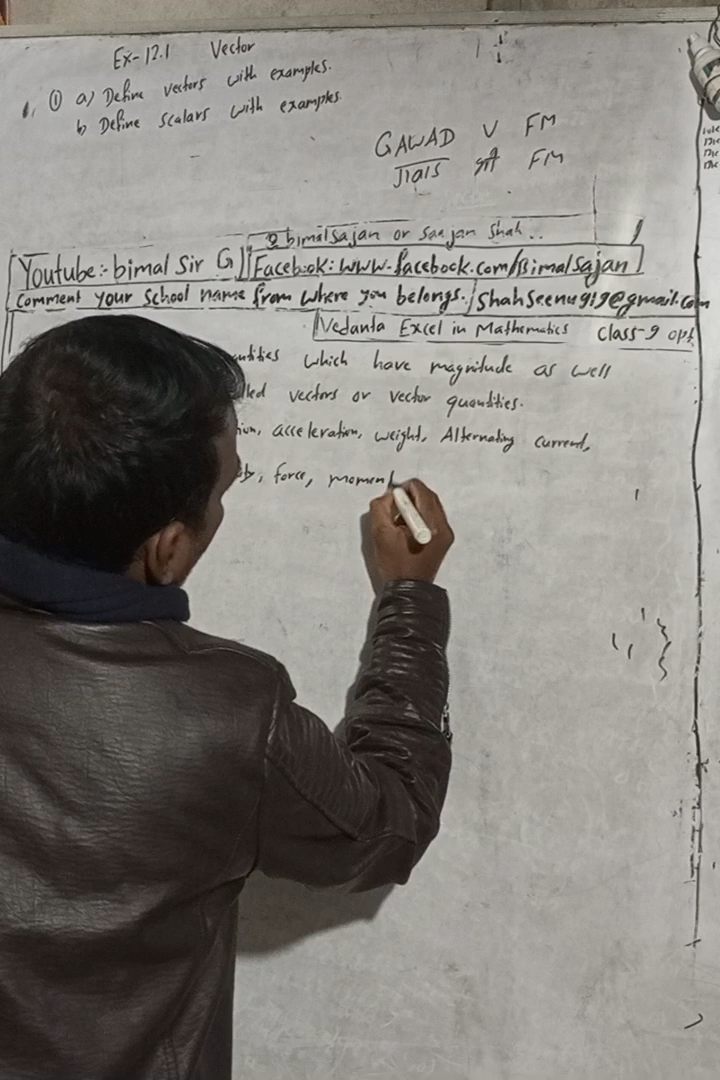 Ex-12.1 Vector
① a) Define vectors with examples.
b Define scalars with examples.
GAWAD V FM
गावाड भी FM
bimalsajan or Saajan Shah..
Youtube:- bimal Sir G
Facebook: www.facebook.com/Bimalsajan
Comment your School name from where you belongs.
Shahseenu919@gmail.com
Vedanta Excel in Mathematics Class-9 opt
which have magnitude as well
vectors or vector quantities.
acceleration, weight, Alternating current,
force, moment